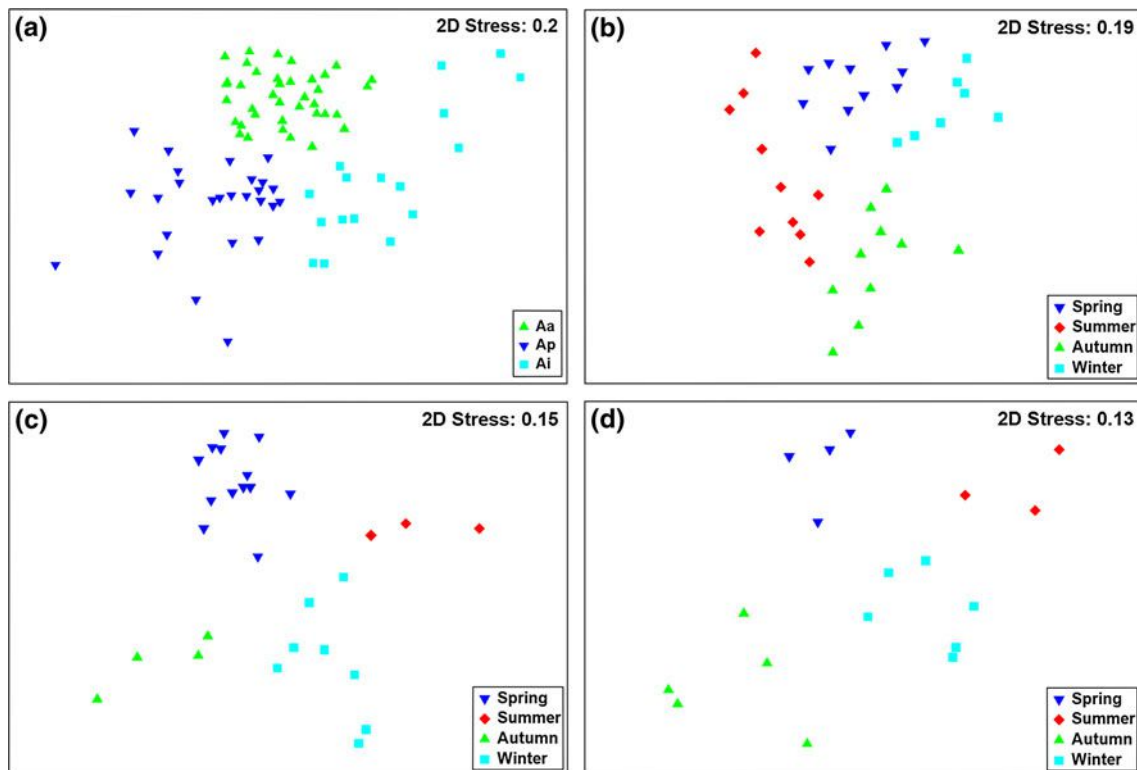 (a)
2D Stress: 0.2
Aa
Ap
Ai
(b)
2D Stress: 0.19
Spring
Summer
Autumn
Winter
(c)
2D Stress: 0.15
Spring
Summer
Autumn
Winter
(d)
2D Stress: 0.13
Spring
Summer
Autumn
Winter